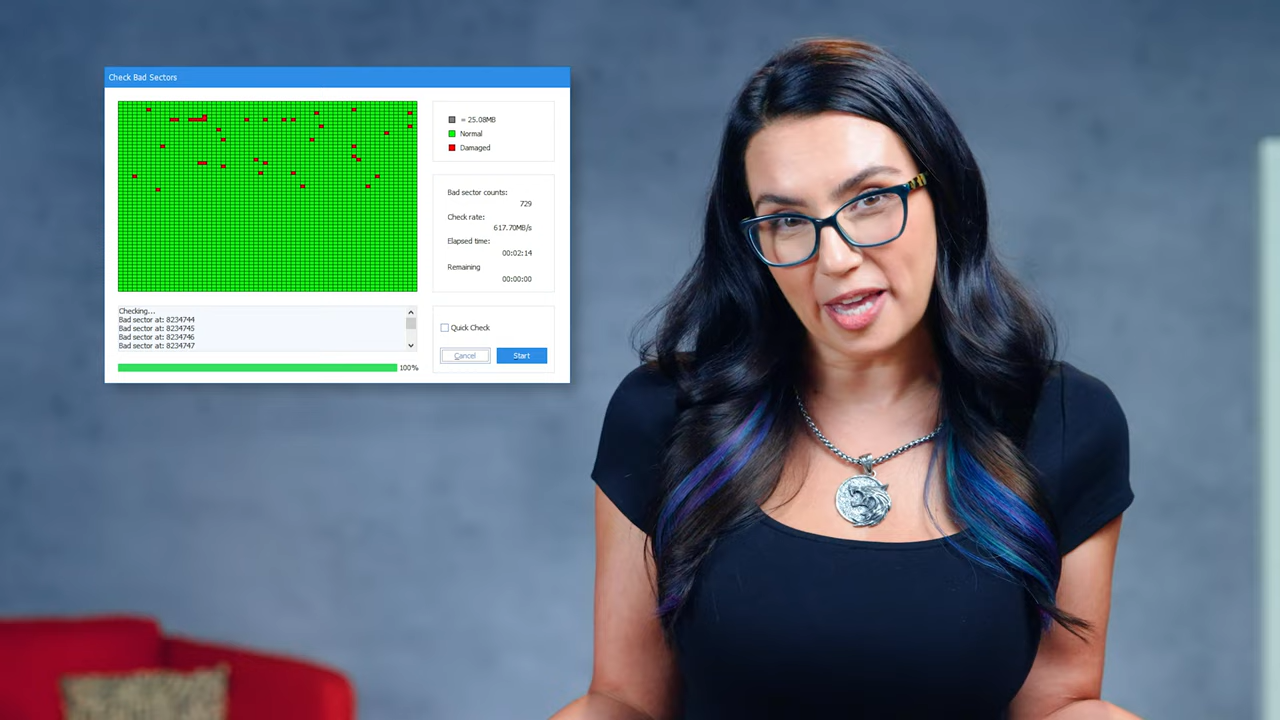 Check Bad Sectors
= 25.08MB
Normal
Damaged
Bad sector counts:
729
Check rate:
617.70MB/s
Elapsed time:
00:02:14
Remaining
00:00:00
Checking...
Bad sector at: 8234744
Bad sector at: 8234745
Bad sector at: 8234746
Bad sector at: 8234747
100%
Quick Check
Cancel
Start